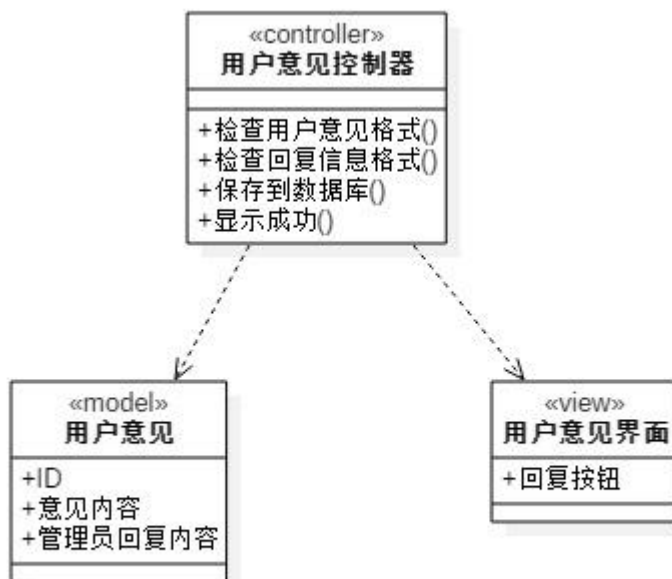 «controller»
用户意见控制器
+检查用户意见格式()
+检查回复信息格式()
+保存到数据库()
+显示成功()
«model»
用户意见
+ID
+意见内容
+管理员回复内容
«view»
用户意见界面
+回复按钮